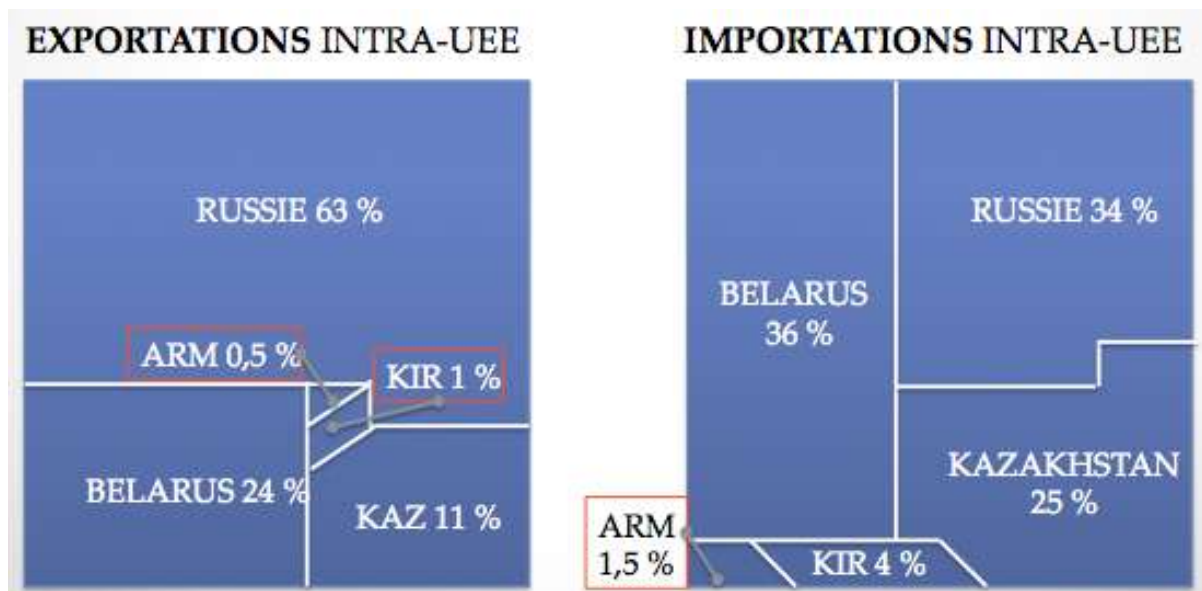 EXPORTATIONS INTRA-UEE
RUSSIE 63 %
ARM 0,5 %
KIR 1 %
BELARUS 24 %
KAZ 11 %
IMPORTATIONS INTRA-UEE
RUSSIE 34 %
BELARUS
36 %
KAZAKHSTAN
25 %
ARM
1,5 %
KIR 4 %